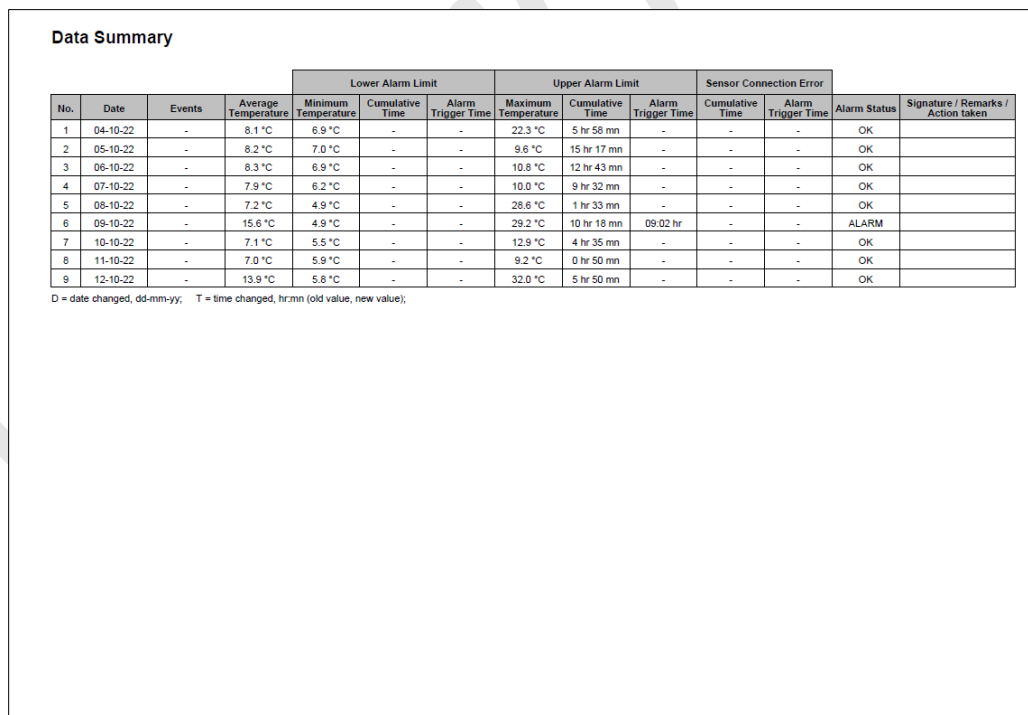 Data Summary
Lower Alarm Limit Upper Alarm Limit Sensor Connection Error
No. Date Events Average Temperature Minimum Temperature Cumulative Time Alarm Trigger Time Maximum Temperature Cumulative Time Alarm Trigger Time Cumulative Time Alarm Trigger Time Alarm Status Signature / Remarks / Action taken
1 04-10-22 - 8.1 °C 6.9 °C - - 22.3 °C 5 hr 58 mn - - - OK
2 05-10-22 - 8.2 °C 7.0 °C - - 9.6 °C 15 hr 17 mn - - - OK
3 06-10-22 - 8.3 °C 6.9 °C - - 10.8 °C 12 hr 43 mn - - - OK
4 07-10-22 - 7.9 °C 6.2 °C - - 10.0 °C 9 hr 32 mn - - - OK
5 08-10-22 - 7.2 °C 4.9 °C - - 28.6 °C 1 hr 33 mn - - - OK
6 09-10-22 - 15.6 °C 4.9 °C - - 29.2 °C 10 hr 18 mn 09:02 hr - - ALARM
7 10-10-22 - 7.1 °C 5.5 °C - - 12.9 °C 4 hr 35 mn - - - OK
8 11-10-22 - 7.0 °C 5.9 °C - - 9.2 °C 0 hr 50 mn - - - OK
9 12-10-22 - 13.9 °C 5.8 °C - - 32.0 °C 5 hr 50 mn - - - OK
D = date changed, dd-mm-yy; T = time changed, hr:mn (old value, new value);